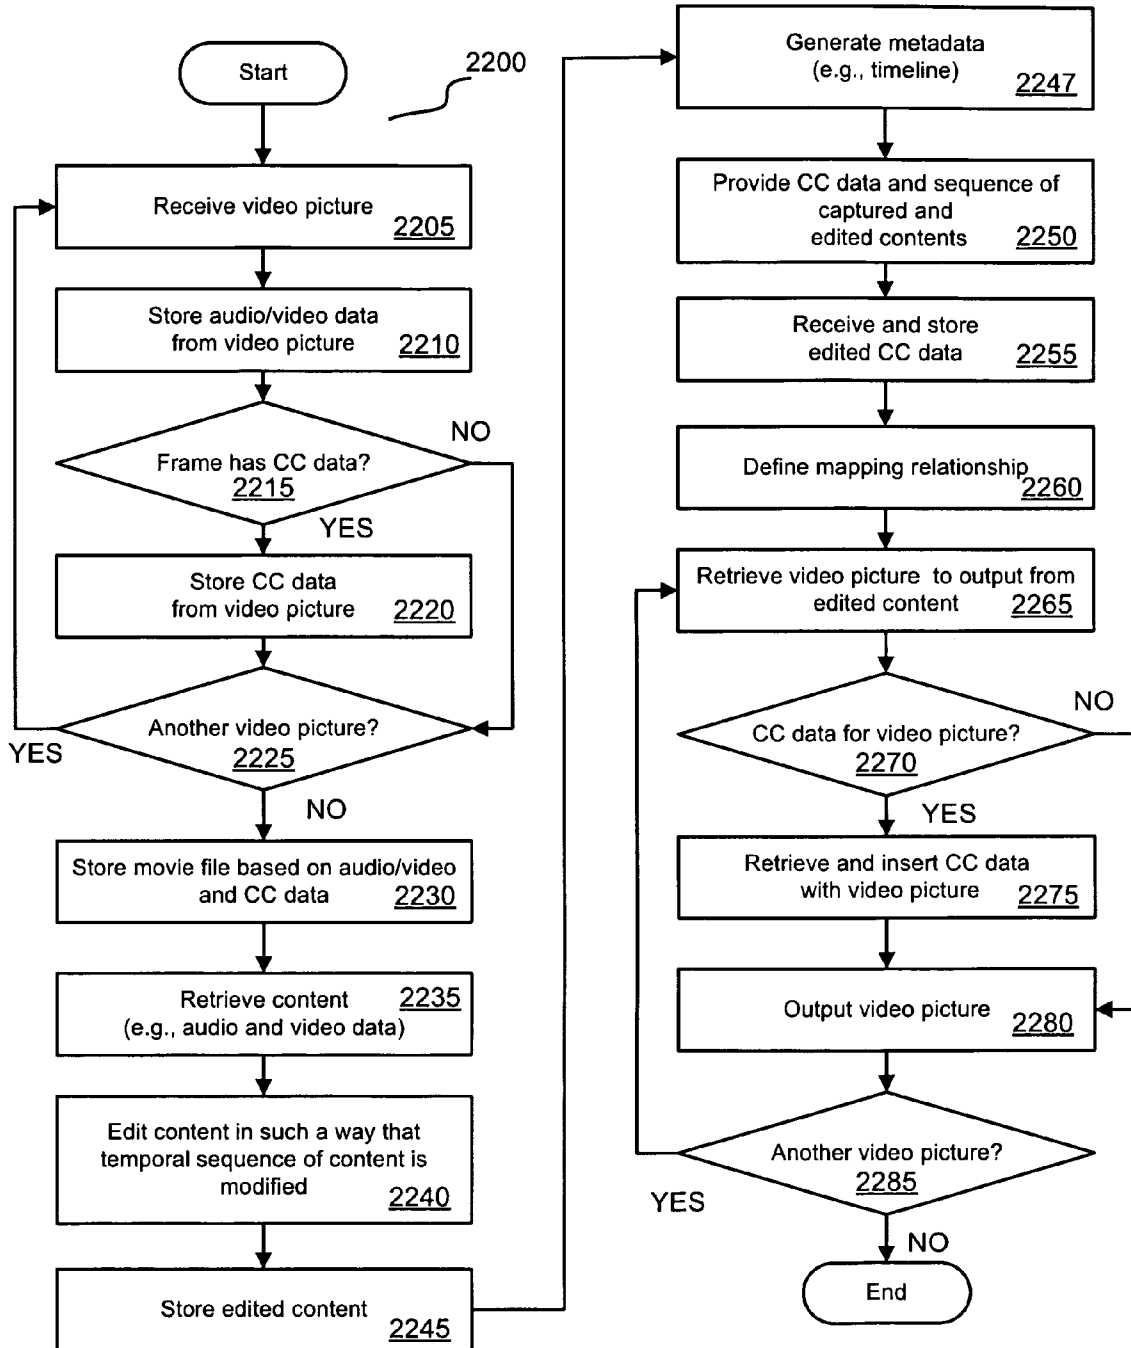 Start
2200
Receive video picture
2205
Store audio/video data
from video picture
2210
NO
Frame has CC data?
2215
YES
Store CC data
from video picture
2220
Another video picture?
2225
YES
NO
Store movie file based on audio/video
and CC data
2230
Retrieve content
2235
(e.g., audio and video data)
Edit content in such a way that
temporal sequence of content is
modified
2240
Store edited content
2245
Generate metadata
(e.g., timeline)
2247
Provide CC data and sequence of
captured and
edited contents
2250
Receive and store
edited CC data
2255
Define mapping relationship
2260
Retrieve video picture to output from
edited content
2265
NO
CC data for video picture?
2270
YES
Retrieve and insert CC data
with video picture
2275
Output video picture
2280
Another video picture?
2285
YES
NO
End